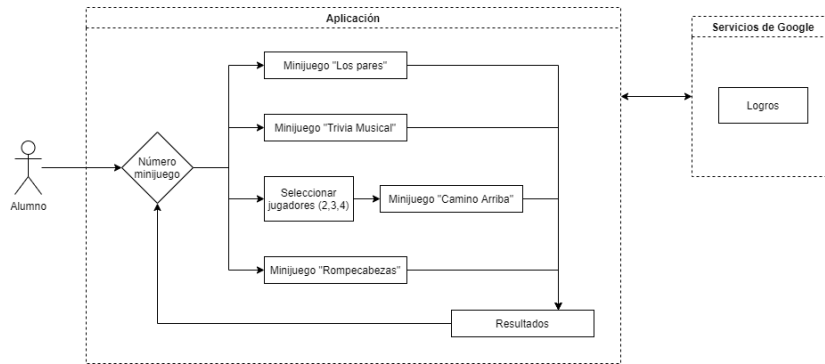 Aplicación
Servicios de Google
Minijuego "Los pares"
Logros
Minijuego "Trivia Musical"
Número
minijuego
Alumno
Seleccionar
jugadores (2,3,4)
Minijuego "Camino Arriba"
Minijuego "Rompecabezas"
Resultados